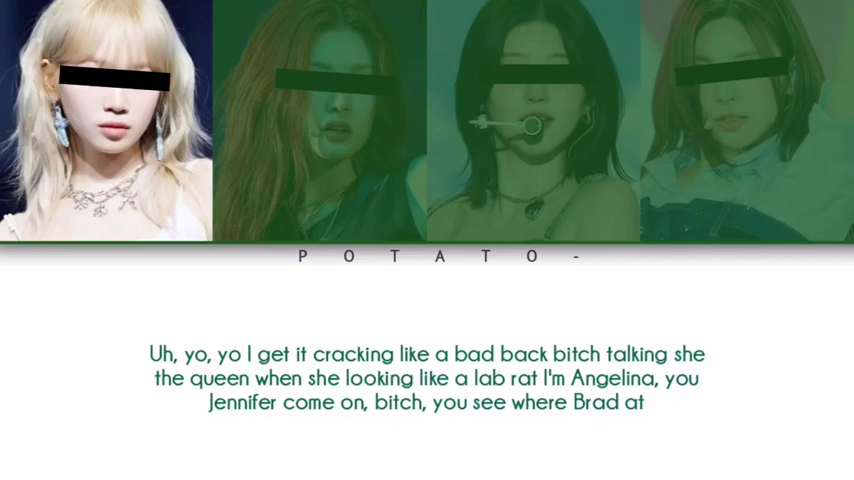 P O T A T O -
Uh, yo, yo I get it cracking like a bad back bitch talking she
the queen when she looking like a lab rat I'm Angelina, you
Jennifer come on, bitch, you see where Brad at